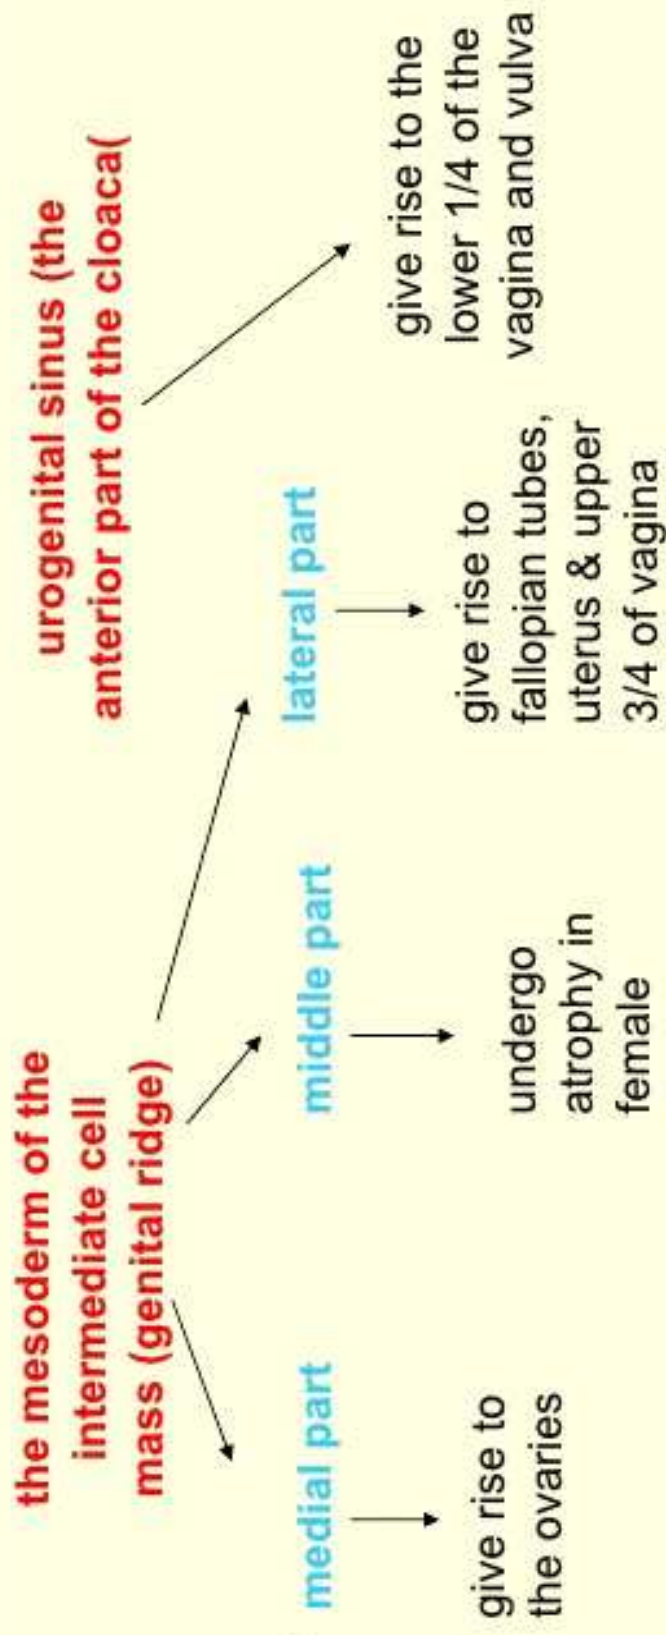 the mesoderm of the
intermediate cell
mass (genital ridge)
urogenital sinus (the
anterior part of the cloaca(
medial part
middle part
lateral part
give rise to
the ovaries
undergo
atrophy in
female
give rise to
fallopian tubes,
uterus & upper
3/4 of vagina
give rise to the
lower 1/4 of the
vagina and vulva